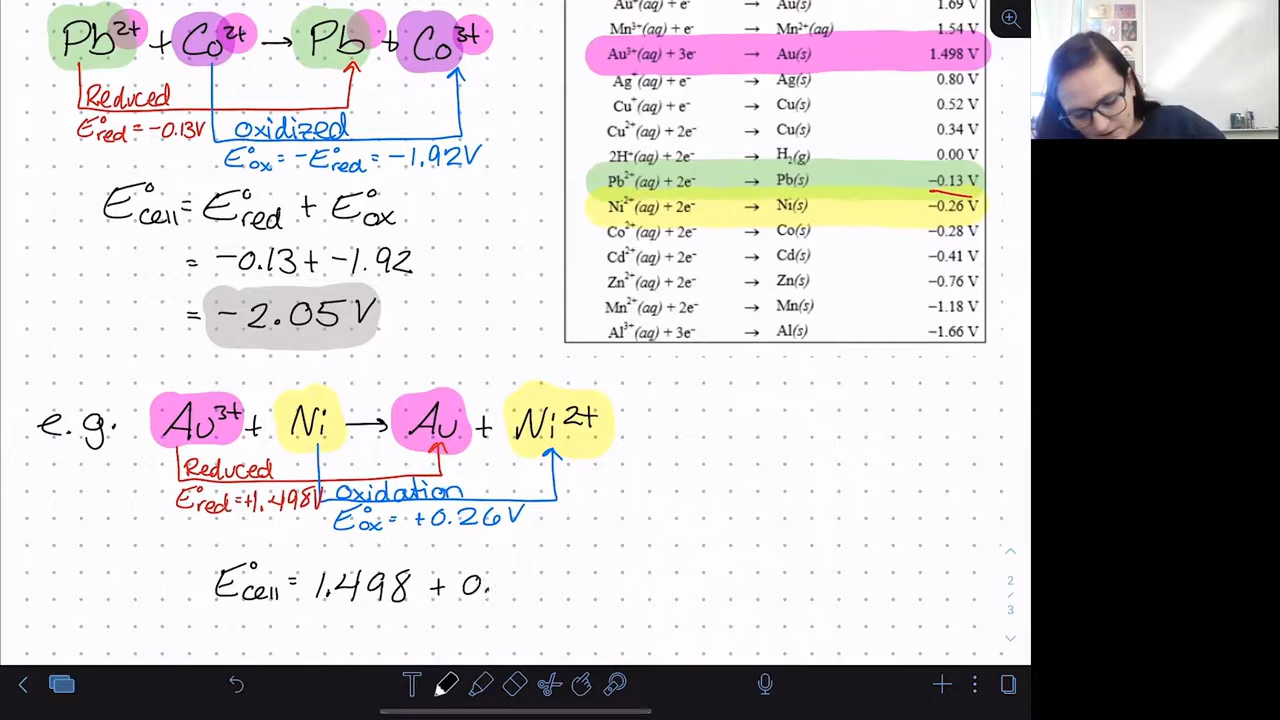 Pb²⁺ + Co²⁺ → Pb + Co³⁺
Reduced
E°red = -0.13V
oxidized
E°ox = -E°red = -1.92V
E°cell = E°red + E°ox
= -0.13 + -1.92
= -2.05V
Au⁺(aq) + e⁻ → Au(s) 1.69 V
Mn³⁺(aq) + e⁻ → Mn²⁺(aq) 1.54 V
Au³⁺(aq) + 3e⁻ → Au(s) 1.498 V
Ag⁺(aq) + e⁻ → Ag(s) 0.80 V
Cu⁺(aq) + e⁻ → Cu(s) 0.52 V
Cu²⁺(aq) + 2e⁻ → Cu(s) 0.34 V
2H⁺(aq) + 2e⁻ → H₂(g) 0.00 V
Pb²⁺(aq) + 2e⁻ → Pb(s) −0.13 V
Ni²⁺(aq) + 2e⁻ → Ni(s) −0.26 V
Co²⁺(aq) + 2e⁻ → Co(s) −0.28 V
Cd²⁺(aq) + 2e⁻ → Cd(s) −0.41 V
Zn²⁺(aq) + 2e⁻ → Zn(s) −0.76 V
Mn²⁺(aq) + 2e⁻ → Mn(s) −1.18 V
Al³⁺(aq) + 3e⁻ → Al(s) −1.66 V
e.g. Au³⁺ + Ni → Au + Ni²⁺
Reduced
E°red = +1.498V
oxidation
E°ox = +0.26V
E°cell = 1.498 + 0.
2
/
3
T